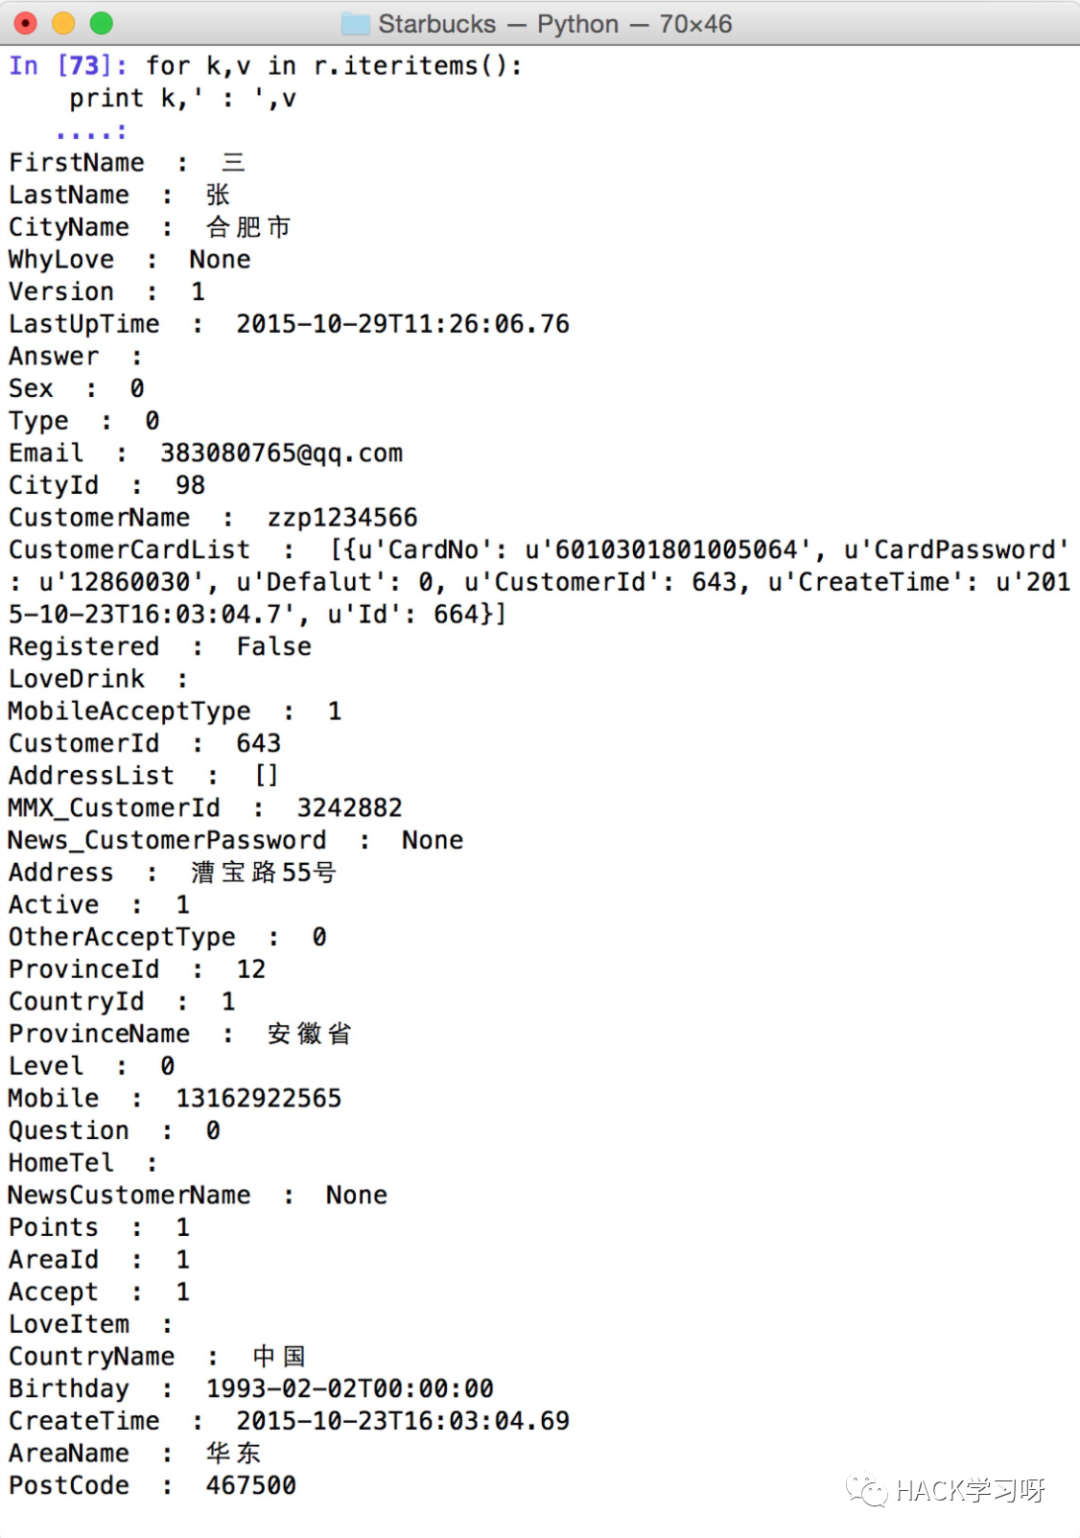 Starbucks — Python — 70×46
In [73]: for k,v in r.iteritems():
    print k,' : ',v
   ....:
FirstName  :  三
LastName  :  张
CityName  :  合肥市
WhyLove  :  None
Version  :  1
LastUpTime  :  2015-10-29T11:26:06.76
Answer  :
Sex  :  0
Type  :  0
Email  :  383080765@qq.com
CityId  :  98
CustomerName  :  zzp1234566
CustomerCardList  :  [{u'CardNo': u'6010301801005064', u'CardPassword'
: u'12860030', u'Defalut': 0, u'CustomerId': 643, u'CreateTime': u'201
5-10-23T16:03:04.7', u'Id': 664}]
Registered  :  False
LoveDrink  :
MobileAcceptType  :  1
CustomerId  :  643
AddressList  :  []
MMX_CustomerId  :  3242882
News_CustomerPassword  :  None
Address  :  漕宝路55号
Active  :  1
OtherAcceptType  :  0
ProvinceId  :  12
CountryId  :  1
ProvinceName  :  安徽省
Level  :  0
Mobile  :  13162922565
Question  :  0
HomeTel  :
NewsCustomerName  :  None
Points  :  1
AreaId  :  1
Accept  :  1
LoveItem  :
CountryName  :  中国
Birthday  :  1993-02-02T00:00:00
CreateTime  :  2015-10-23T16:03:04.69
AreaName  :  华东
PostCode  :  467500
HACK学习呀